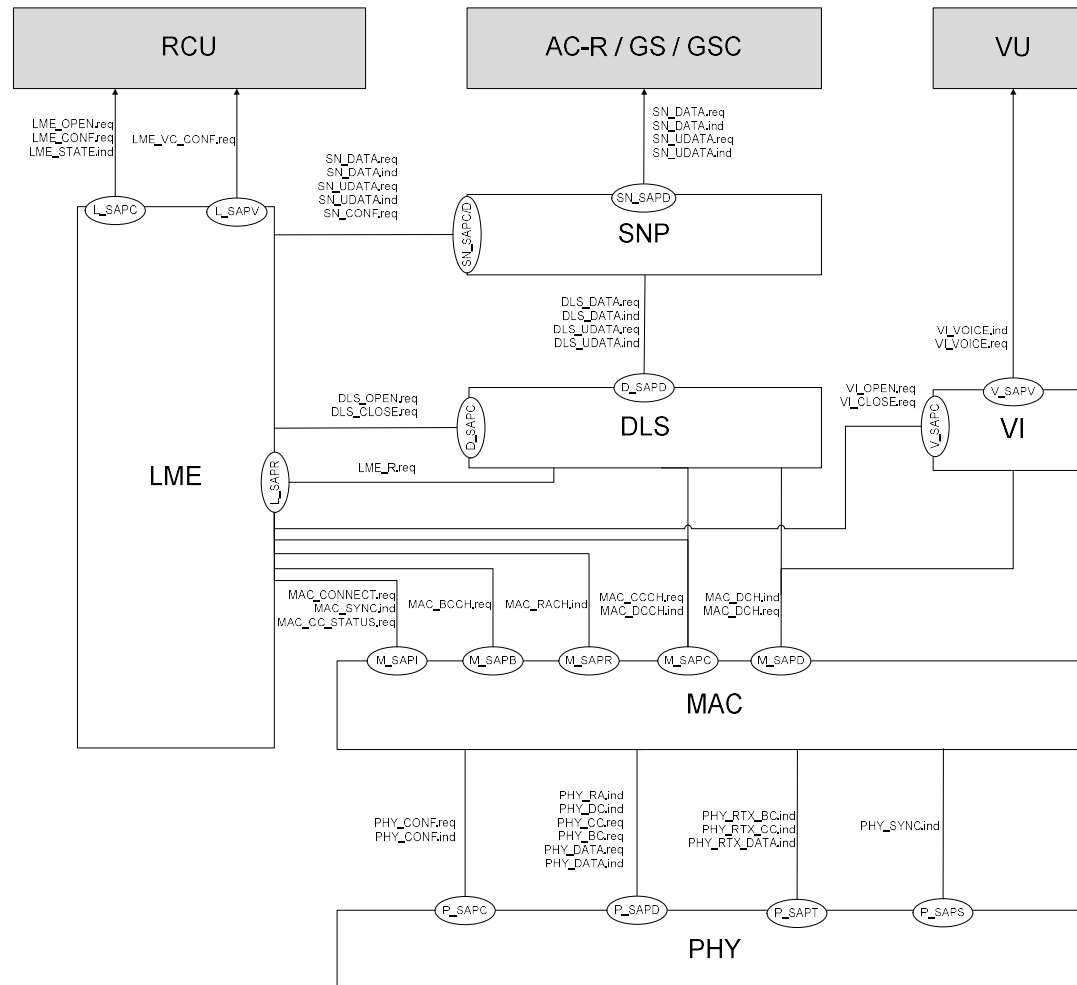 RCU
AC-R / GS / GSC
VU
LME_OPEN.req
LME_CONF.req
LME_STATE.ind
LME_VC_CONF.req
SN_DATA.req
SN_DATA.ind
SN_UDATA.req
SN_UDATA.ind
SN_DATA.req
SN_DATA.ind
SN_UDATA.req
SN_UDATA.ind
SN_CONF.req
L_SAPC
L_SAPV
SN_SAPD
SN_SAPC/D
SNP
DLS_DATA.req
DLS_DATA.ind
DLS_UDATA.req
DLS_UDATA.ind
VI_VOICE.ind
VI_VOICE.req
DLS_OPEN.req
DLS_CLOSE.req
D_SAPD
D_SAPC
DLS
VI_OPEN.req
VI_CLOSE.req
V_SAPV
V_SAPC
VI
LME
L_SAPR
LME_R.req
MAC_CONNECT.req
MAC_SYNC.ind
MAC_CC_STATUS.req
MAC_BCCH.req
MAC_RACH.ind
MAC_CCCH.req
MAC_DCCH.ind
MAC_DCH.ind
MAC_DCH.req
M_SAPI
M_SAPB
M_SAPR
M_SAPC
M_SAPD
MAC
PHY_CONF.req
PHY_CONF.ind
PHY_RA.ind
PHY_DC.ind
PHY_CC.req
PHY_BC.req
PHY_DATA.req
PHY_DATA.ind
PHY_RTX_BC.ind
PHY_RTX_CC.ind
PHY_RTX_DATA.ind
PHY_SYNC.ind
P_SAPC
P_SAPD
P_SAPT
P_SAPS
PHY